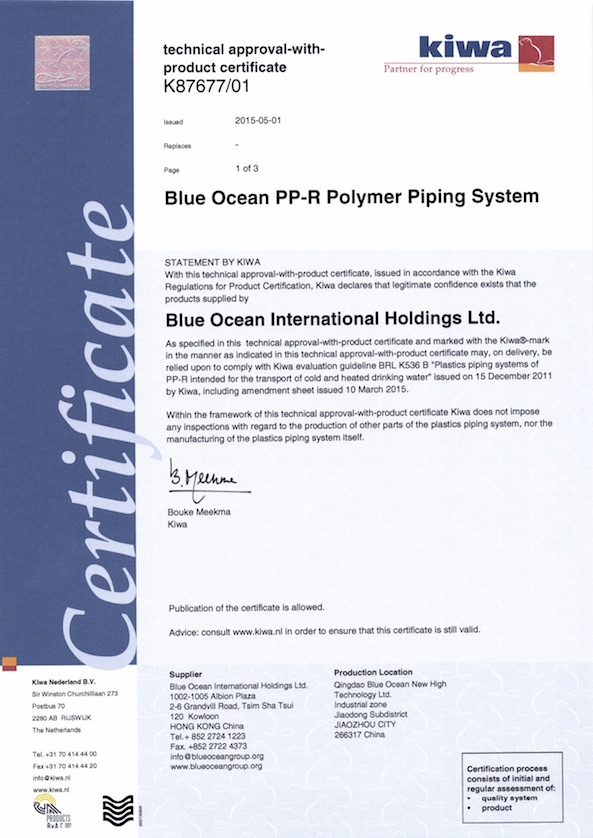 technical approval-with-
product certificate
K87677/01
kiwa
Partner for progress
Issued 2015-05-01
Replaces -
Page 1 of 3
Blue Ocean PP-R Polymer Piping System
Certificate
STATEMENT BY KIWA
With this technical approval-with-product certificate, issued in accordance with the Kiwa
Regulations for Product Certification, Kiwa declares that legitimate confidence exists that the
products supplied by
Blue Ocean International Holdings Ltd.
As specified in this technical approval-with-product certificate and marked with the Kiwa®-mark
in the manner as indicated in this technical approval-with-product certificate may, on delivery, be
relied upon to comply with Kiwa evaluation guideline BRL K536 B "Plastics piping systems of
PP-R intended for the transport of cold and heated drinking water" issued on 15 December 2011
by Kiwa, including amendment sheet issued 10 March 2015.
Within the framework of this technical approval-with-product certificate Kiwa does not impose
any inspections with regard to the production of other parts of the plastics piping system, nor the
manufacturing of the plastics piping system itself.
B. Meekma
Bouke Meekma
Kiwa
Publication of the certificate is allowed.
Advice: consult www.kiwa.nl in order to ensure that this certificate is still valid.
Kiwa Nederland B.V.
Sir Winston Churchilllaan 273
Postbus 70
2280 AB RIJSWIJK
The Netherlands
Tel. +31 70 414 44 00
Fax +31 70 414 44 20
info@kiwa.nl
www.kiwa.nl
PRODUCTS
RvA C 007
Supplier
Blue Ocean International Holdings Ltd.
1002-1005 Albion Plaza
2-6 Grandvill Road, Tsim Sha Tsui
120 Kowloon
HONG KONG China
Tel.+ 852 2724 1223
Fax. +852 2722 4373
info@blueoceangroup.org
www.blueoceangroup.org
Production Location
Qingdao Blue Ocean New High
Technology Ltd.
Industrial zone
Jiaodong Subdistrict
JIAOZHOU CITY
266317 China
Certification process
consists of initial and
regular assessment of:
• quality system
• product